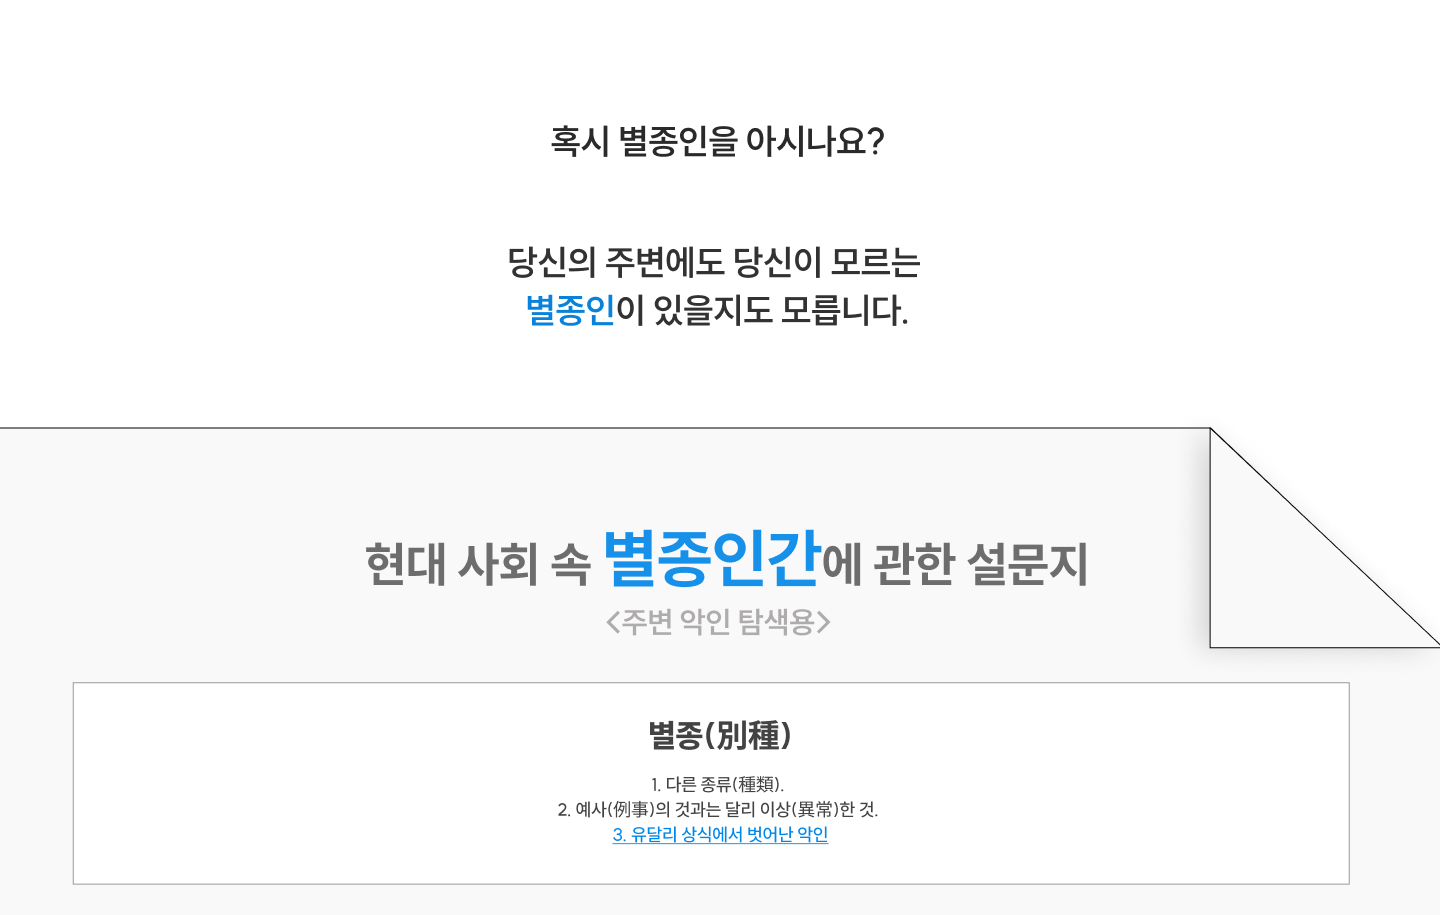 혹시 별종인을 아시나요?
당신의 주변에도 당신이 모르는
별종인이 있을지도 모릅니다.
현대 사회 속 별종인간에 관한 설문지
<주변 악인 탐색용>
별종(別種)
1. 다른 종류(種類).
2. 예사(例事)의 것과는 달리 이상(異常)한 것.
3. 유달리 상식에서 벗어난 악인